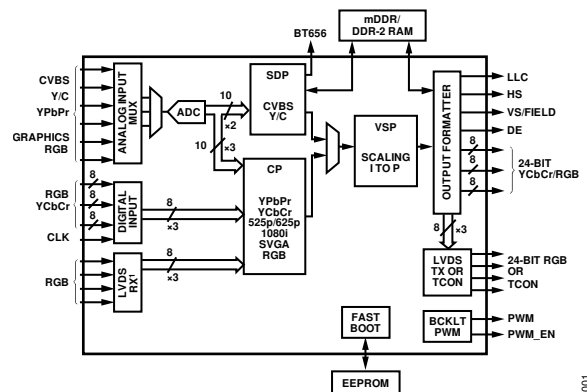 BT656
mDDR/
DDR-2 RAM
CVBS
Y/C
YPbPr
GRAPHICS
RGB
ANALOG INPUT
MUX
ADC
10
×2
10
×3
SDP
CVBS
Y/C
CP
YPbPr
YCbCr
525p/625p
1080i
SVGA
RGB
VSP
SCALING
I TO P
OUTPUT FORMATTER
LLC
HS
VS/FIELD
DE
8
8
8
24-BIT
YCbCr/RGB
RGB
YCbCr
CLK
8
8
8
DIGITAL
INPUT
8
×3
RGB
LVDS
RX1
8
×3
8
×3
LVDS
TX OR
TCON
24-BIT RGB
OR
TCON
FAST
BOOT
BCKLT
PWM
PWM
PWM_EN
EEPROM
001